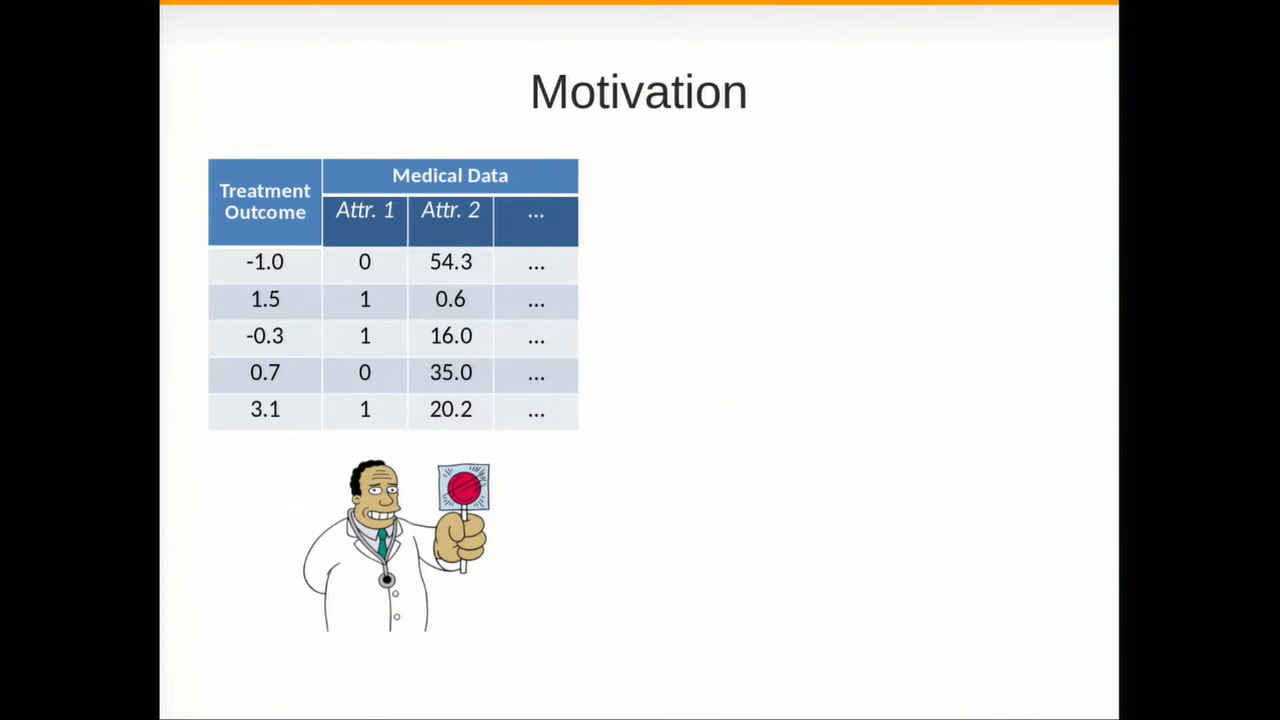 Motivation
Treatment Outcome Medical Data
Attr. 1 Attr. 2 ...
-1.0 0 54.3 ...
1.5 1 0.6 ...
-0.3 1 16.0 ...
0.7 0 35.0 ...
3.1 1 20.2 ...